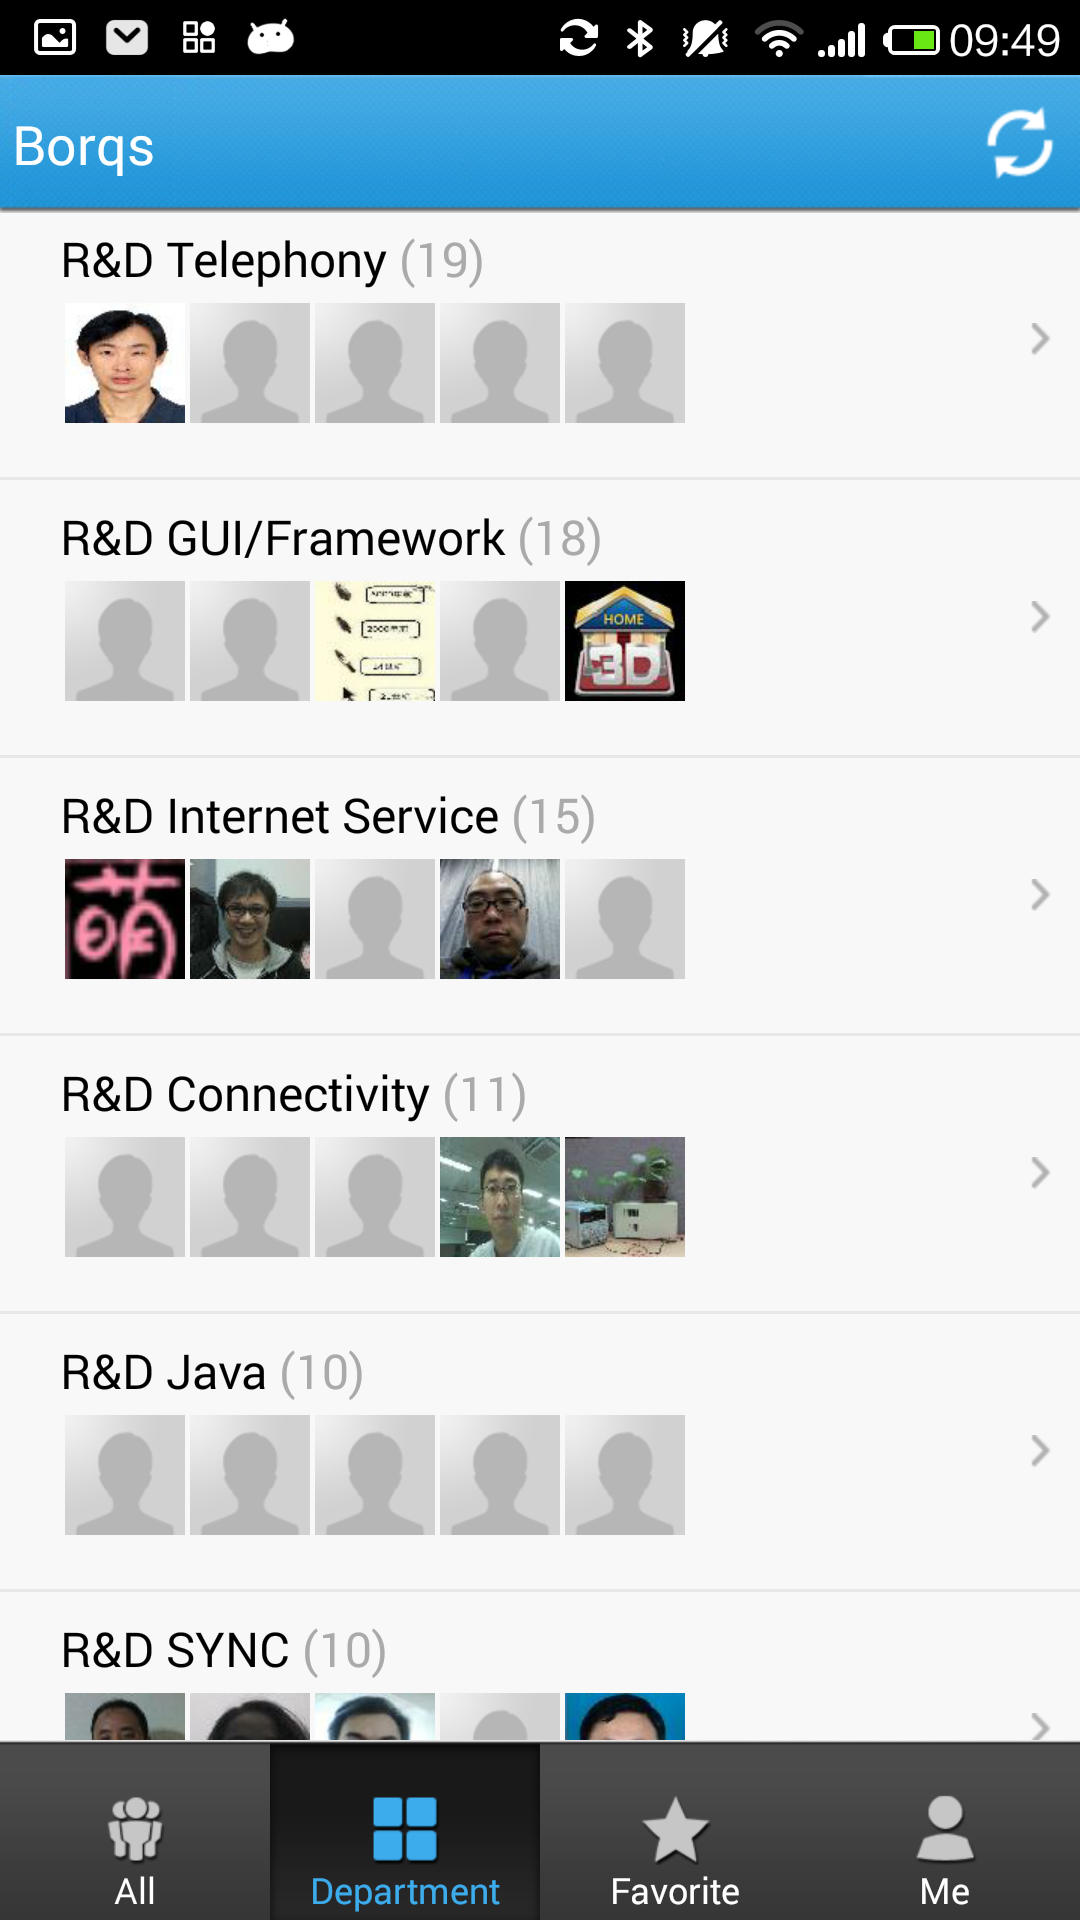 09:49
Borqs
R&D Telephony (19)
R&D GUI/Framework (18)
2000
HOME
3D
R&D Internet Service (15)
萌
R&D Connectivity (11)
R&D Java (10)
R&D SYNC (10)
All
Department
Favorite
Me